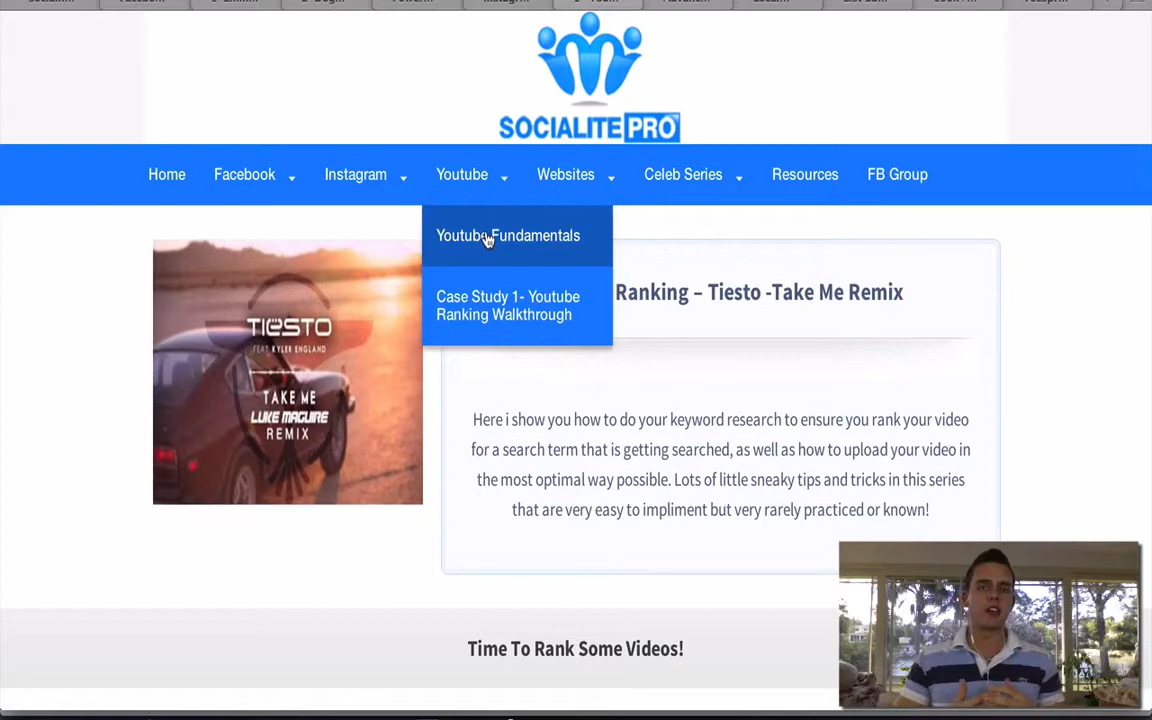 SOCIALITE PRO
Home Facebook Instagram Youtube Websites Celeb Series Resources FB Group
Youtube Fundamentals
Case Study 1- Youtube
Ranking Walkthrough
Ranking – Tiesto -Take Me Remix
TIËSTO
FEAT KYLER ENGLAND
TAKE ME
LUKE MAGUIRE
REMIX
Here i show you how to do your keyword research to ensure you rank your video
for a search term that is getting searched, as well as how to upload your video in
the most optimal way possible. Lots of little sneaky tips and tricks in this series
that are very easy to impliment but very rarely practiced or known!
Time To Rank Some Videos!